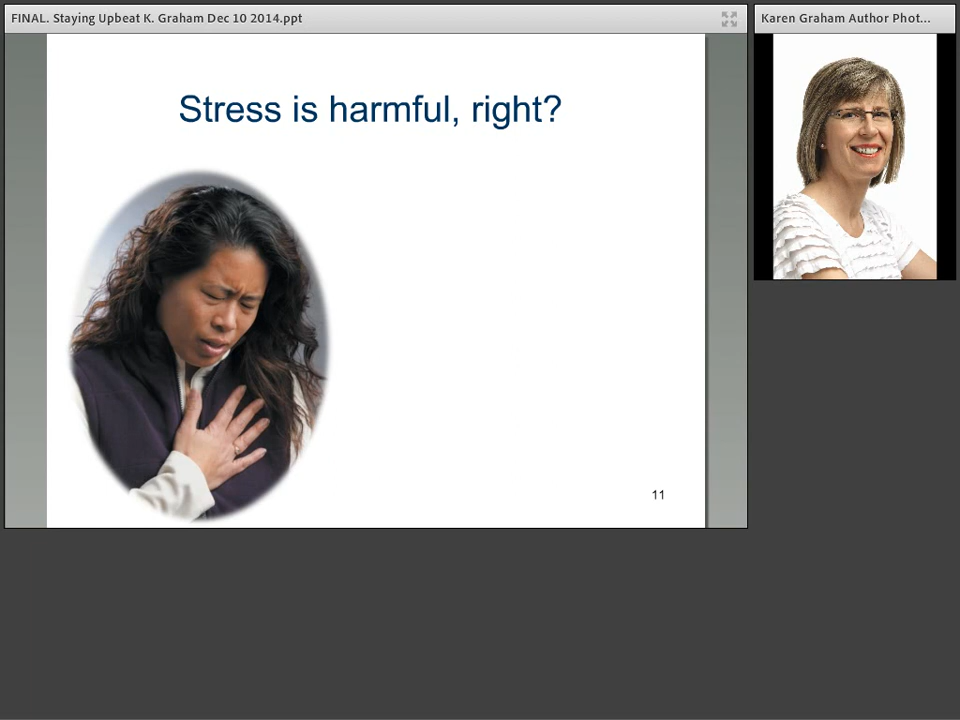 FINAL. Staying Upbeat K. Graham Dec 10 2014.ppt
Karen Graham Author Phot...
Stress is harmful, right?
11